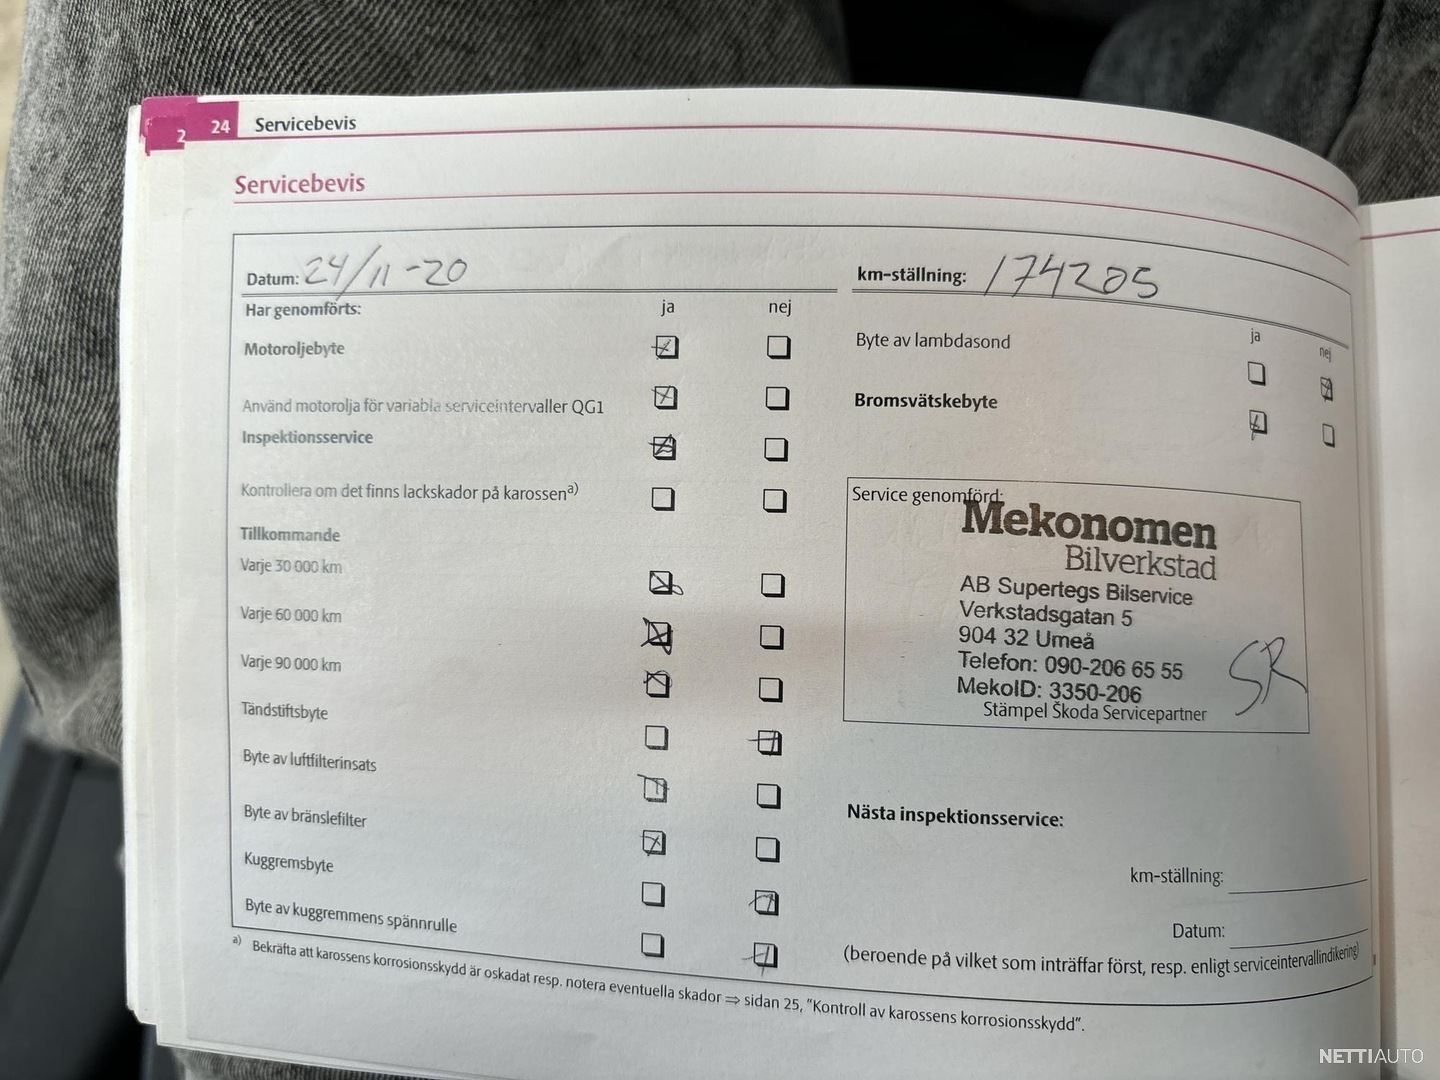 2 24 Servicebevis
Servicebevis
Datum: 24/11-20
km-ställning: 174205
Har genomförts: ja nej
Motoroljebyte
Använd motorolja för variabla serviceintervaller QG1
Inspektionsservice
Kontrollera om det finns lackskador på karossen a)
Tillkommande
Varje 30 000 km
Varje 60 000 km
Varje 90 000 km
Tändstiftsbyte
Byte av luftfilterinsats
Byte av bränslefilter
Kuggremsbyte
Byte av kuggremmens spännrulle
ja nej
Byte av lambdasond
Bromsvätskebyte
Service genomförd:
Mekonomen
Bilverkstad
AB Supertegs Bilservice
Verkstadsgatan 5
904 32 Umeå
Telefon: 090-206 65 55
MekoID: 3350-206
SR
Stämpel Škoda Servicepartner
Nästa inspektionsservice:
km-ställning:
Datum:
(beroende på vilket som inträffar först, resp. enligt serviceintervallindikering)
a) Bekräfta att karossens korrosionsskydd är oskadat resp. notera eventuella skador ⇒ sidan 25, "Kontroll av karossens korrosionsskydd".
NETTIAUTO